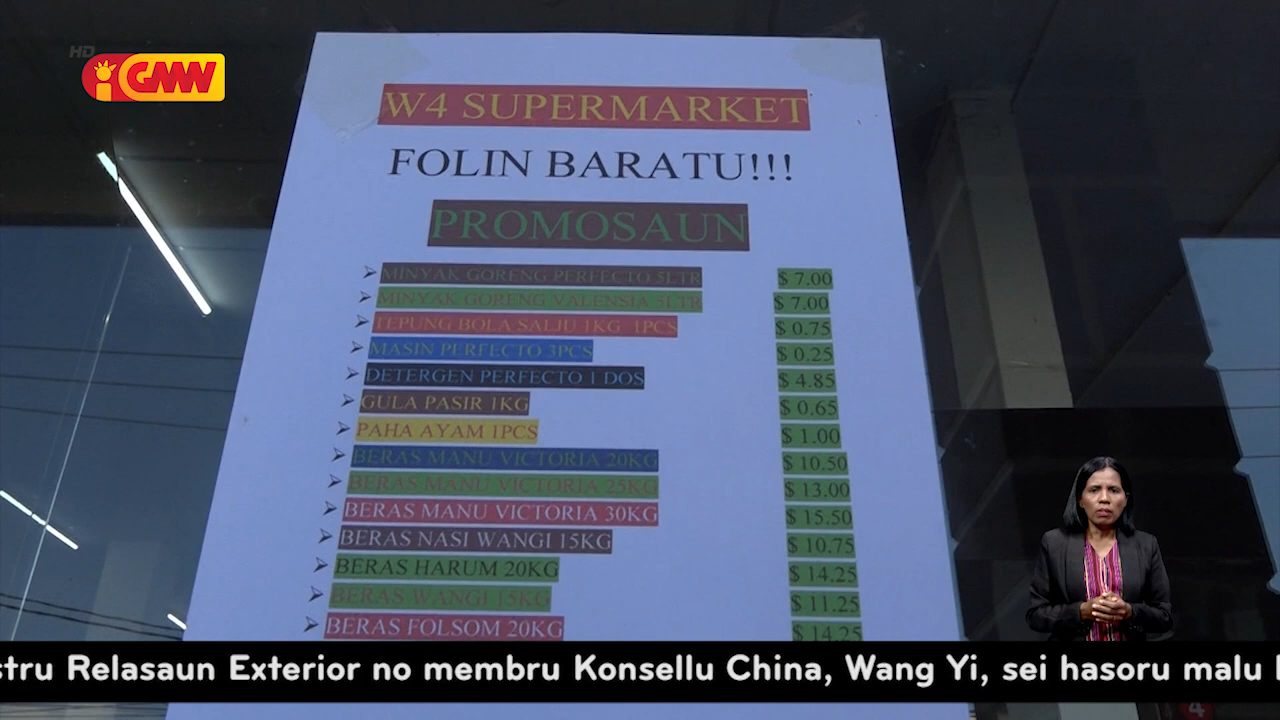 HD
GMN
W4 SUPERMARKET
FOLIN BARATU!!!
PROMOSAUN
MINYAK GORENG PERFECTO 5LTR $ 7.00
MINYAK GORENG VALENSIA 5LTR $ 7.00
TEPUNG BOLA SALJU 1KG 1PCS $ 0.75
MASIN PERFECTO 3PCS $ 0.25
DETERGEN PERFECTO 1 DOS $ 4.85
GULA PASIR 1KG $ 0.65
PAHA AYAM 1PCS $ 1.00
BERAS MANU VICTORIA 20KG $ 10.50
BERAS MANU VICTORIA 25KG $ 13.00
BERAS MANU VICTORIA 30KG $ 15.50
BERAS NASI WANGI 15KG $ 10.75
BERAS HARUM 20KG $ 14.25
BERAS WANGI 15KG $ 11.25
BERAS FOLSOM 20KG $ 14.25
stru Relasaun Exterior no membru Konsellu China, Wang Yi, sei hasoru malu